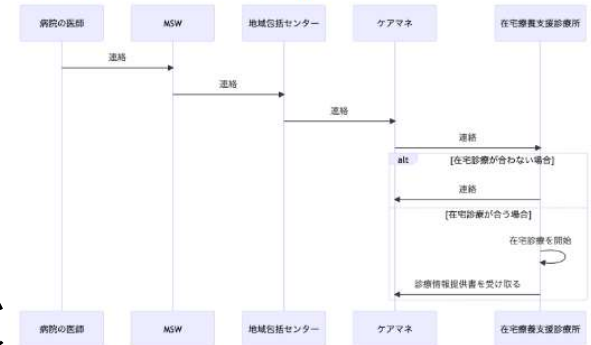 病院の医師
MSW
地域包括センター
ケアマネ
在宅療養支援診療所
連絡
連絡
連絡
連絡
alt
[在宅診療が合わない場合]
連絡
[在宅診療が合う場合]
在宅診療を開始
診療情報提供書を受け取る
病院の医師
MSW
地域包括センター
ケアマネ
在宅療養支援診療所